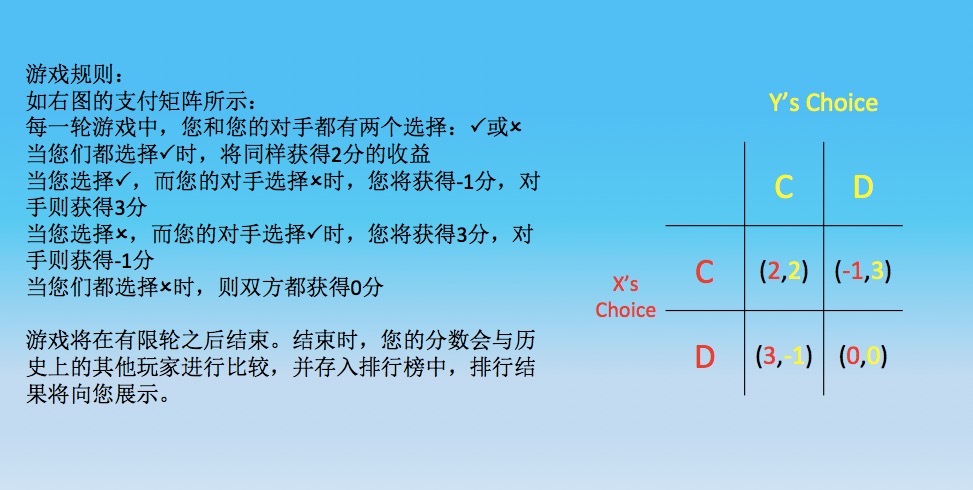 游戏规则：
如右图的支付矩阵所示：
每一轮游戏中，您和您的对手都有两个选择：✓或×
当您们都选择✓时，将同样获得2分的收益
当您选择✓，而您的对手选择×时，您将获得-1分，对
手则获得3分
当您选择×，而您的对手选择✓时，您将获得3分，对
手则获得-1分
当您们都选择×时，则双方都获得0分
游戏将在有限轮之后结束。结束时，您的分数会与历
史上的其他玩家进行比较，并存入排行榜中，排行结
果将向您展示。
Y’s Choice
C D
X’s
Choice
C (2,2) (-1,3)
D (3,-1) (0,0)